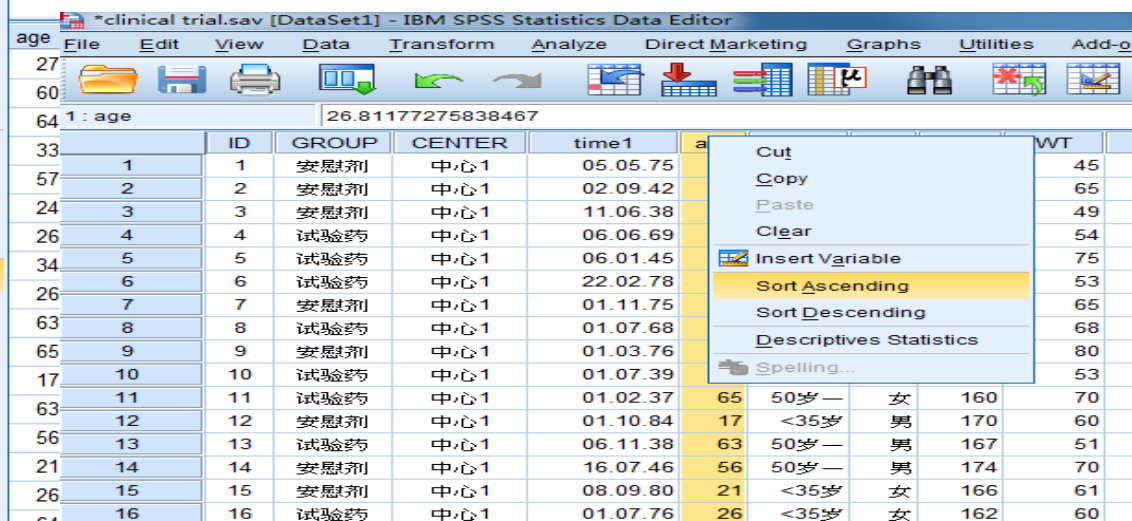 age
27
60
64
33
57
24
26
34
26
63
65
17
63
56
21
26
*clinical trial.sav [DataSet1] - IBM SPSS Statistics Data Editor
File Edit View Data Transform Analyze Direct Marketing Graphs Utilities Add-o
1 : age 26.81177275838467
ID GROUP CENTER time1 a WT
1 1 安慰剂 中心1 05.05.75 45
2 2 安慰剂 中心1 02.09.42 65
3 3 安慰剂 中心1 11.06.38 49
4 4 试验药 中心1 06.06.69 54
5 5 试验药 中心1 06.01.45 75
6 6 试验药 中心1 22.02.78 53
7 7 安慰剂 中心1 01.11.75 65
8 8 试验药 中心1 01.07.68 68
9 9 安慰剂 中心1 01.03.76 80
10 10 试验药 中心1 01.07.39 53
11 11 试验药 中心1 01.02.37 65 50岁— 女 160 70
12 12 安慰剂 中心1 01.10.84 17 <35岁 男 170 60
13 13 试验药 中心1 06.11.38 63 50岁— 男 167 51
14 14 安慰剂 中心1 16.07.46 56 50岁— 男 174 70
15 15 安慰剂 中心1 08.09.80 21 <35岁 女 166 61
16 16 试验药 中心1 01.07.76 26 <35岁 女 162 60
Cut
Copy
Paste
Clear
Insert Variable
Sort Ascending
Sort Descending
Descriptives Statistics
Spelling...